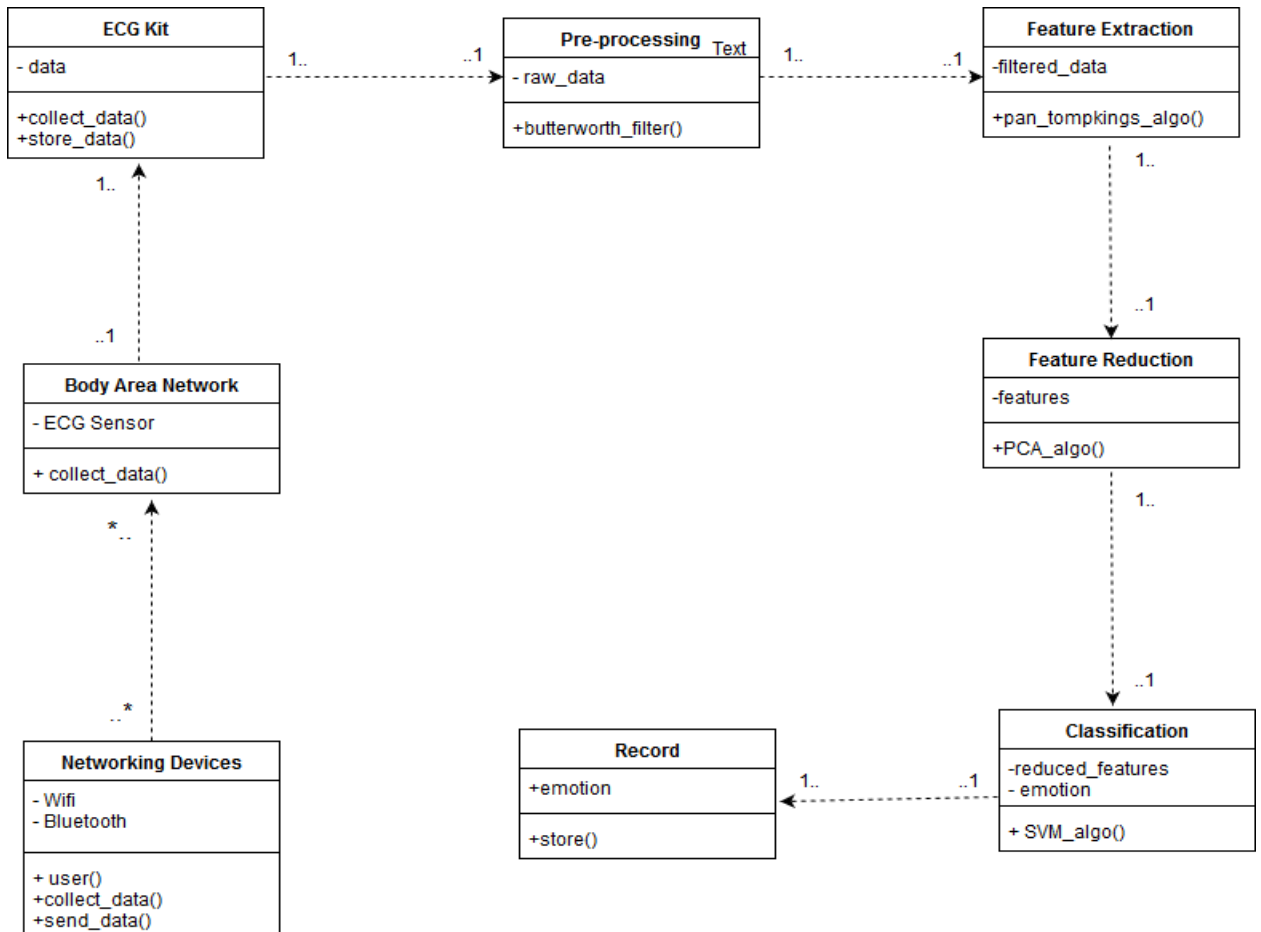 ECG Kit
- data
+collect_data()
+store_data()
1..
..1
Pre-processing
Text
- raw_data
+butterworth_filter()
1..
..1
Feature Extraction
-filtered_data
+pan_tompkings_algo()
1..
..1
Feature Reduction
-features
+PCA_algo()
1..
..1
Classification
-reduced_features
- emotion
+ SVM_algo()
..1
1..
Record
+emotion
+store()
1..
..1
Body Area Network
- ECG Sensor
+ collect_data()
*..
..*
Networking Devices
- Wifi
- Bluetooth
+ user()
+collect_data()
+send_data()